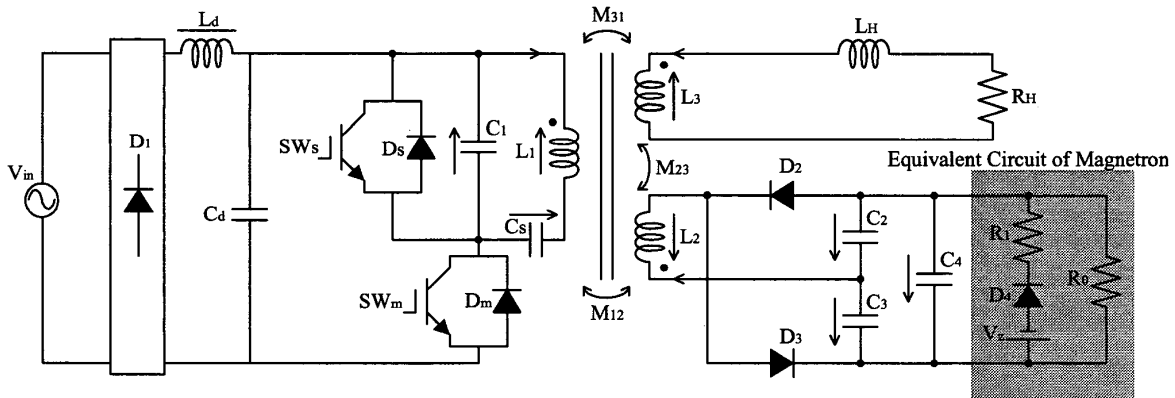 Vin
D1
Ld
Cd
SWs
Ds
C1
L1
Cs
SWm
Dm
M31
M12
L3
LH
RH
M23
L2
D2
D3
C2
C3
C4
Equivalent Circuit of Magnetron
R1
D4
Vz
R0